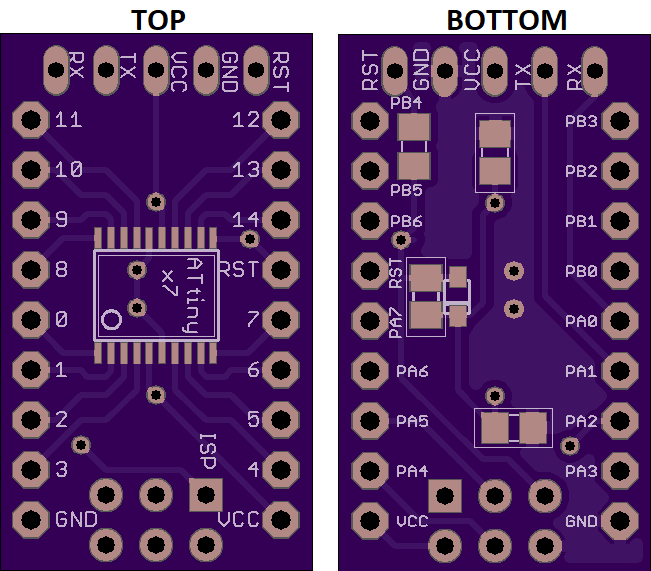 TOP
RX TX VCC GND RST
11 12
10 13
9 14
8 RST
ATtiny
x7
0 7
1 6
2 5
ISP
3 4
GND VCC
BOTTOM
RST GND VCC TX RX
PB4
PB3
PB2
PB5
PB6 PB1
RST PB0
PA7 PA0
PA6 PA1
PA5 PA2
PA4 PA3
VCC GND